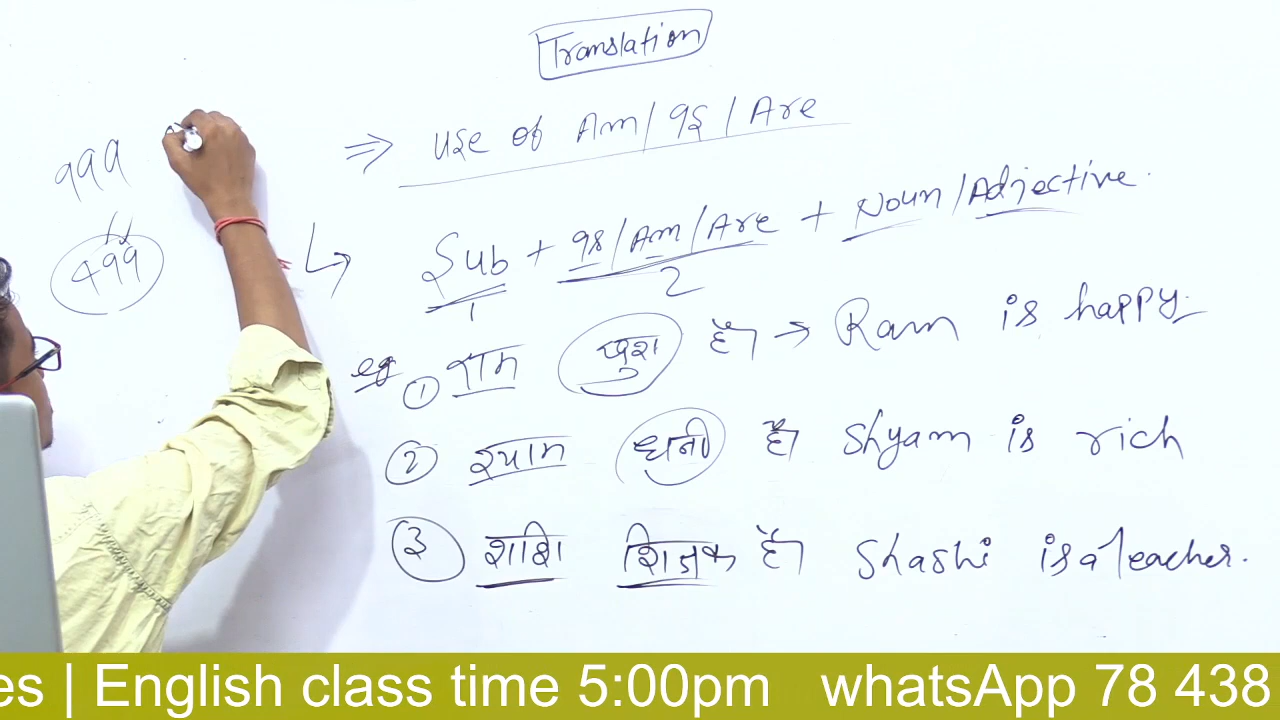 Translation
⇒ Use of Am/Is/Are
999
↳ Sub + Is/Am/Are + Noun/Adjective.
1 2
499
eg ① राम खुश है। → Ram is happy.
② श्याम धनी है। Shyam is rich
③ शशि शिक्षक है। Shashi is a teacher.
es | English class time 5:00pm whatsApp 78 438